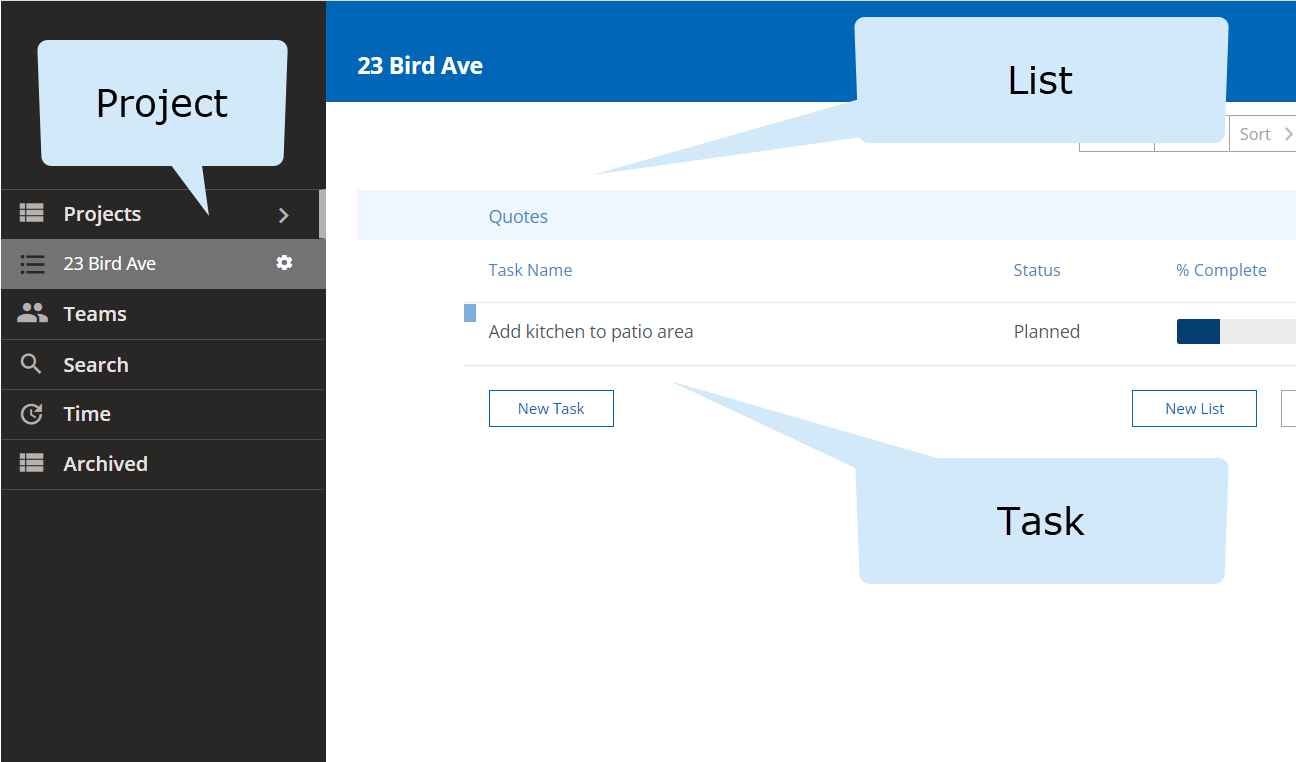 Project
Projects
23 Bird Ave
Teams
Search
Time
Archived
23 Bird Ave
List
Sort
Quotes
Task Name Status % Complete
Add kitchen to patio area Planned
New Task New List
Task